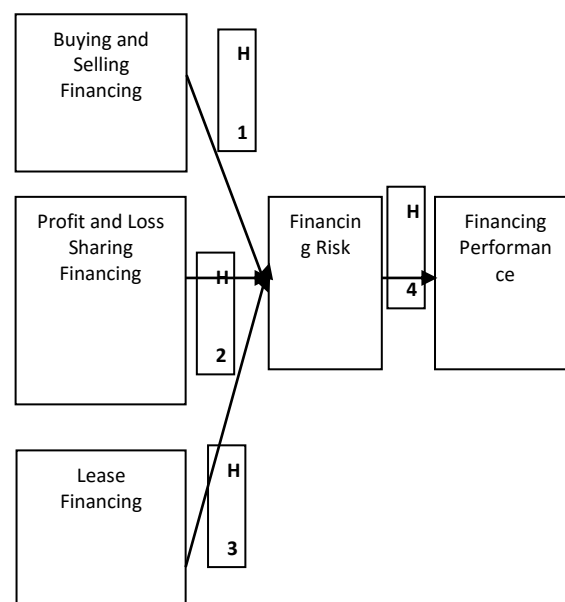 Buying and
Selling
Financing
H
1
Profit and Loss
Sharing
Financing
H
2
Financin
g Risk
H
4
Financing
Performan
ce
Lease
Financing
H
3